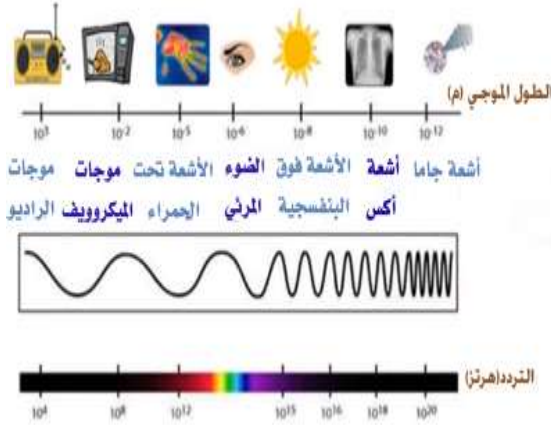 الطول الموجي (م)
10³ 10⁻² 10⁻⁵ 10⁻⁶ 10⁻⁸ 10⁻¹⁰ 10⁻¹²
أشعة جاما أشعة الأشعة فوق الضوء الأشعة تحت موجات موجات
أكس البنفسجية المرئي الحمراء الميكروويف الراديو
التردد(هرتز)
10⁴ 10⁸ 10¹² 10¹⁵ 10¹⁶ 10¹⁸ 10²⁰